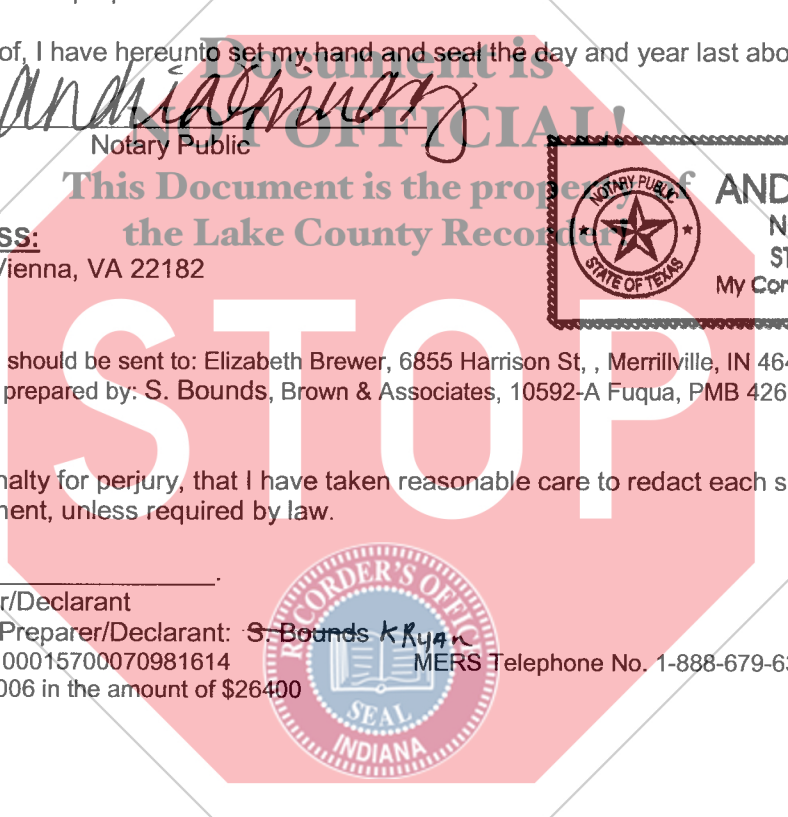 of, I have hereunto set my hand and seal the day and year last abo
Document is
NOT OFFICIAL!
Notary Public
This Document is the property of
the Lake County Recorder!
NOTARY PUBLIC
STATE OF TEXAS
AND
N
ST
My Con
SS:
Vienna, VA 22182
STOP
should be sent to: Elizabeth Brewer, 6855 Harrison St, , Merrillville, IN 464
prepared by: S. Bounds, Brown & Associates, 10592-A Fuqua, PMB 426
nalty for perjury, that I have taken reasonable care to redact each s
ment, unless required by law.
r/Declarant
Preparer/Declarant: S. Bounds K Ryan
00015700070981614 MERS Telephone No. 1-888-679-63
006 in the amount of $26400
RECORDER'S OFFICE
SEAL
INDIANA